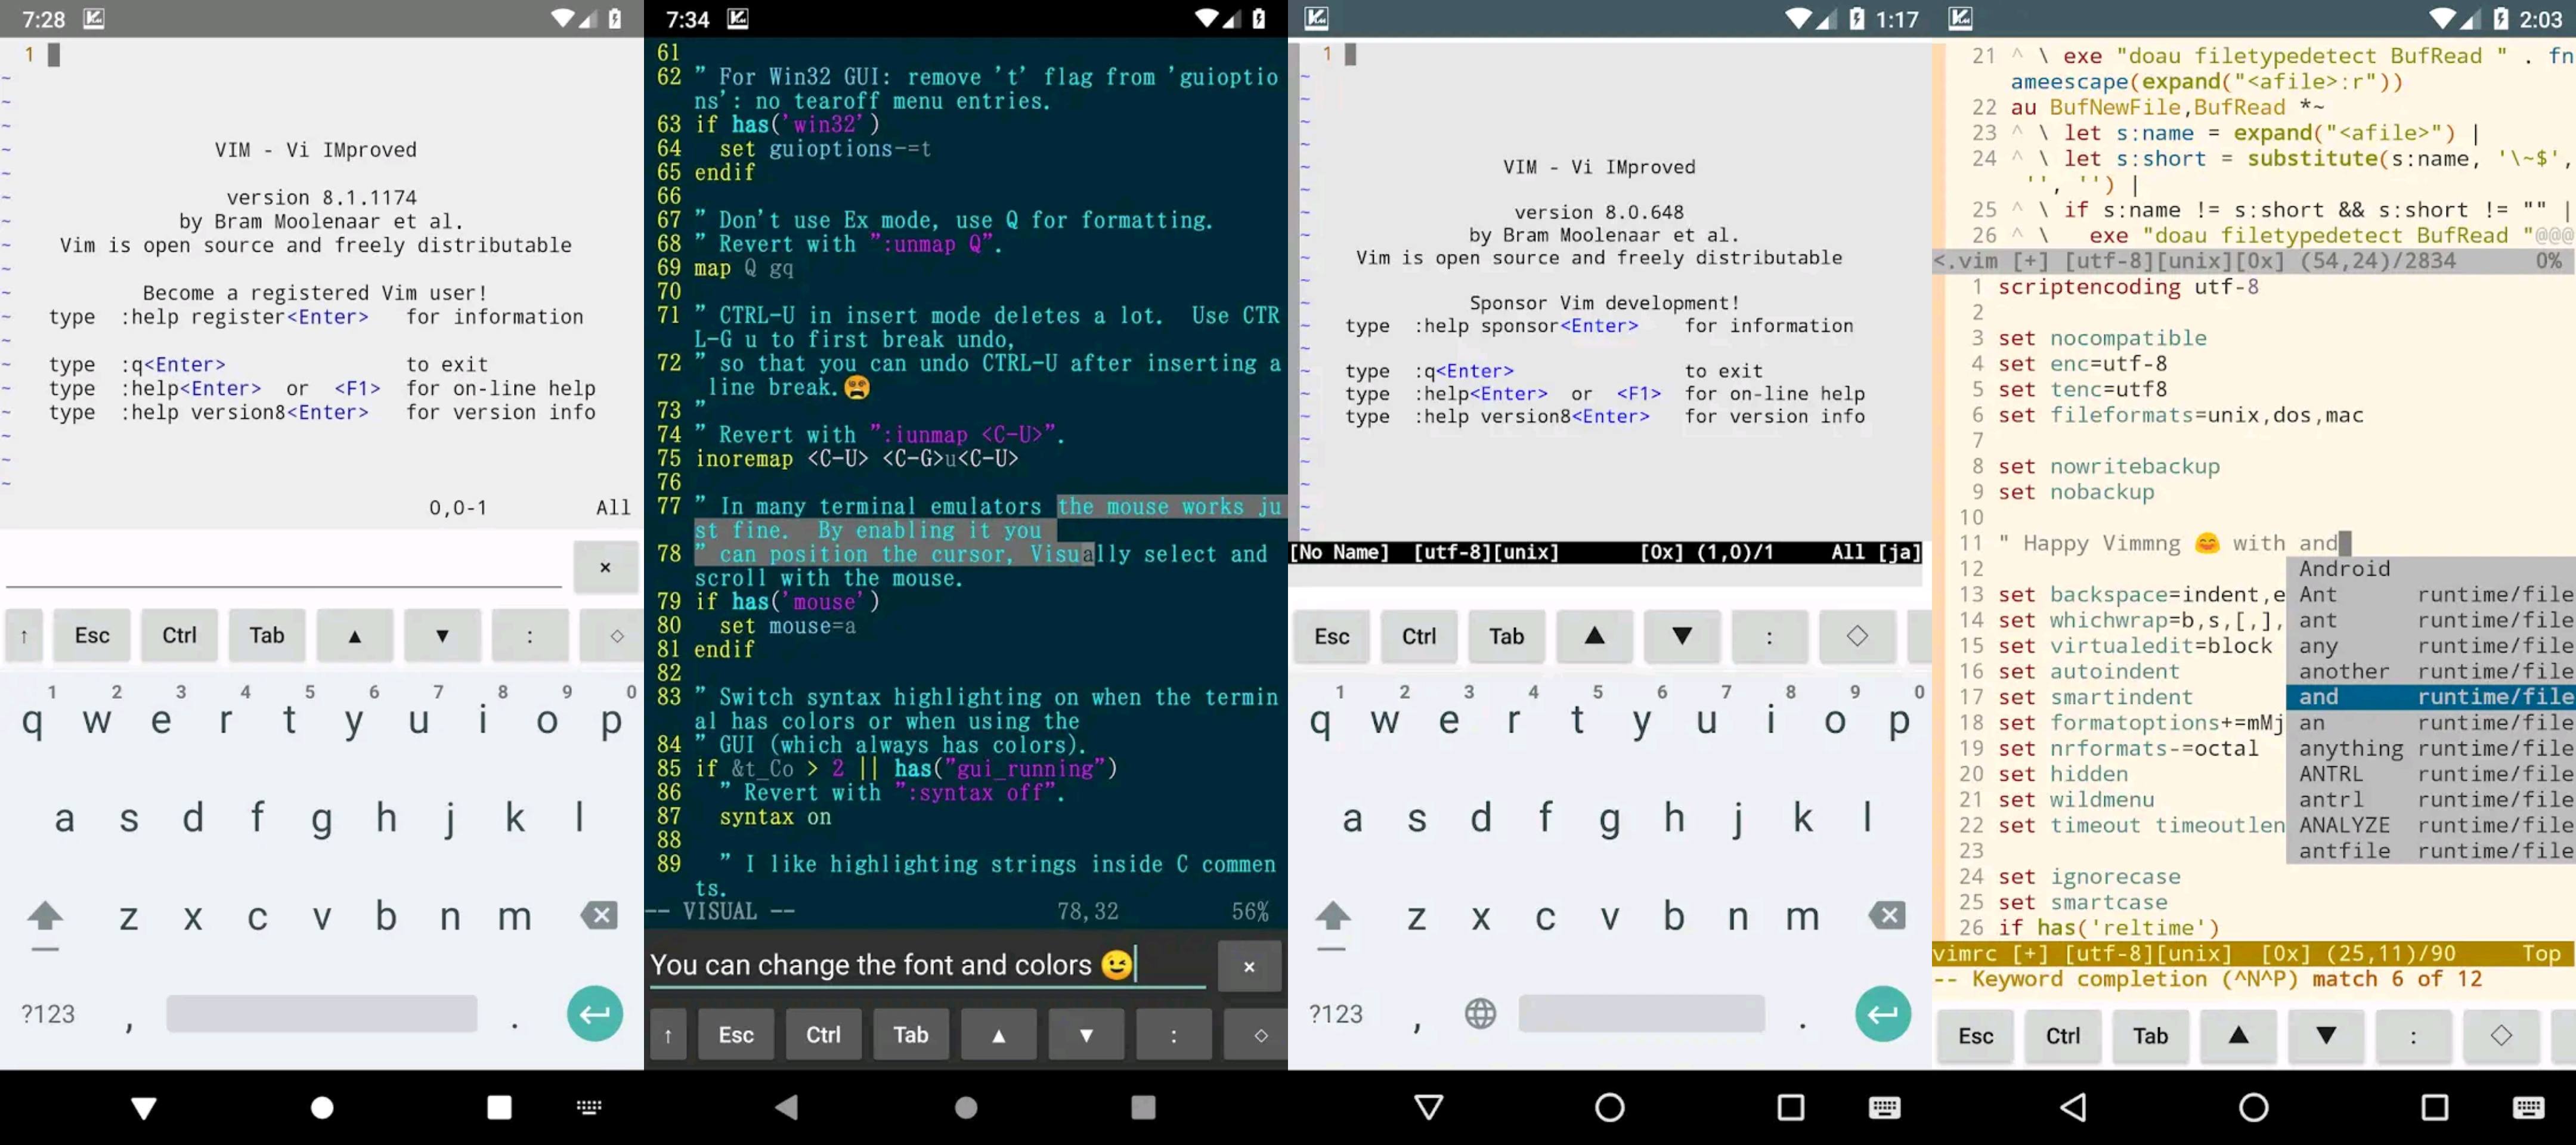 7:28
1
~
~
~
~
VIM - Vi IMproved
~
~
version 8.1.1174
~
by Bram Moolenaar et al.
~
Vim is open source and freely distributable
~
~
Become a registered Vim user!
~
type :help register<Enter> for information
~
~
type :q<Enter> to exit
~
type :help<Enter> or <F1> for on-line help
~
type :help version8<Enter> for version info
~
~
~
0,0-1 All
×
↑ Esc Ctrl Tab ▲ ▼ : ◇
1 2 3 4 5 6 7 8 9 0
q w e r t y u i o p
a s d f g h j k l
z x c v b n m
?123 , .
7:34
61
62 " For Win32 GUI: remove 't' flag from 'guioptio
ns': no tearoff menu entries.
63 if has('win32')
64 set guioptions-=t
65 endif
66
67 " Don't use Ex mode, use Q for formatting.
68 " Revert with ":unmap Q".
69 map Q gq
70
71 " CTRL-U in insert mode deletes a lot. Use CTR
L-G u to first break undo,
72 " so that you can undo CTRL-U after inserting a
line break.😨
73 "
74 " Revert with ":iunmap <C-U>".
75 inoremap <C-U> <C-G>u<C-U>
76
77 " In many terminal emulators the mouse works ju
st fine. By enabling it you
78 " can position the cursor, Visually select and
scroll with the mouse.
79 if has('mouse')
80 set mouse=a
81 endif
82
83 " Switch syntax highlighting on when the termin
al has colors or when using the
84 " GUI (which always has colors).
85 if &t_Co > 2 || has("gui_running")
86 " Revert with ":syntax off".
87 syntax on
88
89 " I like highlighting strings inside C commen
ts.
-- VISUAL -- 78,32 56%
You can change the font and colors 😉
×
↑ Esc Ctrl Tab ▲ ▼ : ◇
1:17
1
~
~
~
~
VIM - Vi IMproved
~
~
version 8.0.648
~
by Bram Moolenaar et al.
~
Vim is open source and freely distributable
~
~
Sponsor Vim development!
~
type :help sponsor<Enter> for information
~
~
type :q<Enter> to exit
~
type :help<Enter> or <F1> for on-line help
~
type :help version8<Enter> for version info
~
~
~
~
~
[No Name] [utf-8][unix] [0x] (1,0)/1 All [ja]
Esc Ctrl Tab ▲ ▼ : ◇
1 2 3 4 5 6 7 8 9 0
q w e r t y u i o p
a s d f g h j k l
z x c v b n m
?123 , .
2:03
21 ^ \ exe "doau filetypedetect BufRead " . fn
ameescape(expand("<afile>:r"))
22 au BufNewFile,BufRead *~
23 ^ \ let s:name = expand("<afile>") |
24 ^ \ let s:short = substitute(s:name, '\~$',
'', '') |
25 ^ \ if s:name != s:short && s:short != "" |
26 ^ \ exe "doau filetypedetect BufRead "@@@
<.vim [+] [utf-8][unix][0x] (54,24)/2834 0%
1 scriptencoding utf-8
2
3 set nocompatible
4 set enc=utf-8
5 set tenc=utf8
6 set fileformats=unix,dos,mac
7
8 set nowritebackup
9 set nobackup
10
11 " Happy Vimmng 😊 with and
12 Android
13 set backspace=indent,e Ant runtime/file
14 set whichwrap=b,s,[,], ant runtime/file
15 set virtualedit=block any runtime/file
16 set autoindent another runtime/file
17 set smartindent and runtime/file
18 set formatoptions+=mMj an runtime/file
19 set nrformats-=octal anything runtime/file
20 set hidden ANTRL runtime/file
21 set wildmenu antrl runtime/file
22 set timeout timeoutlen ANALYZE runtime/file
23 antfile runtime/file
24 set ignorecase
25 set smartcase
26 if has('reltime')
vimrc [+] [utf-8][unix] [0x] (25,11)/90 Top
-- Keyword completion (^N^P) match 6 of 12
Esc Ctrl Tab ▲ ▼ : ◇